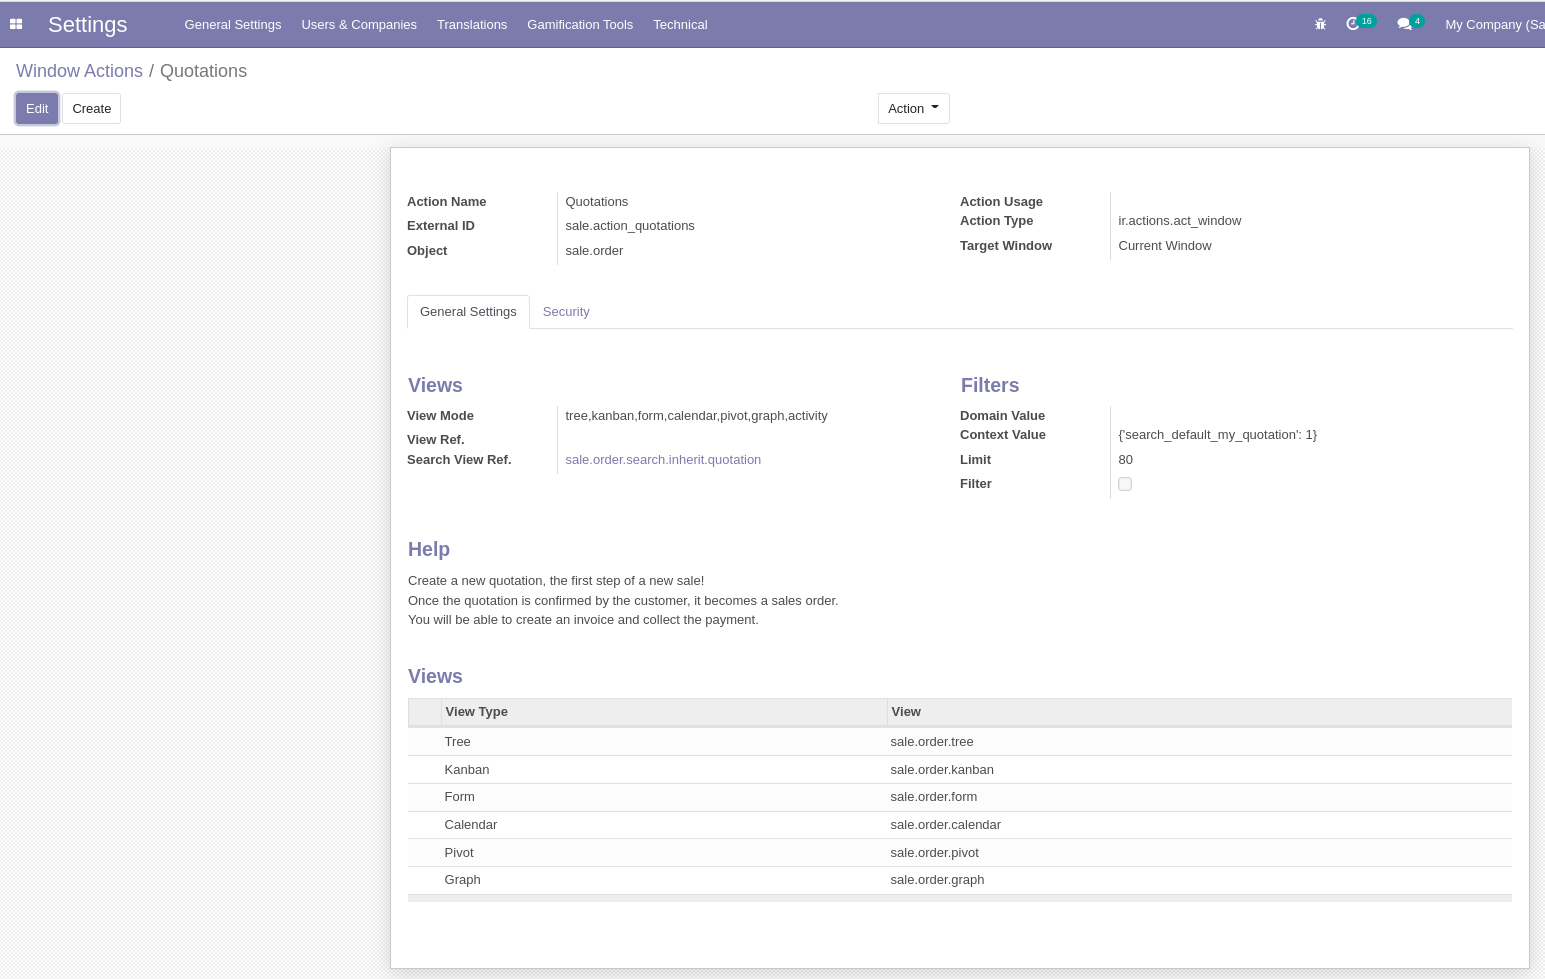 Settings General Settings Users & Companies Translations Gamification Tools Technical 16 4 My Company (Sa
Window Actions / Quotations
Edit Create Action
Action Name Quotations
External ID sale.action_quotations
Object sale.order
Action Usage
Action Type ir.actions.act_window
Target Window Current Window
General Settings Security
Views
View Mode tree,kanban,form,calendar,pivot,graph,activity
View Ref.
Search View Ref. sale.order.search.inherit.quotation
Filters
Domain Value
Context Value {'search_default_my_quotation': 1}
Limit 80
Filter
Help
Create a new quotation, the first step of a new sale!
Once the quotation is confirmed by the customer, it becomes a sales order.
You will be able to create an invoice and collect the payment.
Views
View Type View
Tree sale.order.tree
Kanban sale.order.kanban
Form sale.order.form
Calendar sale.order.calendar
Pivot sale.order.pivot
Graph sale.order.graph